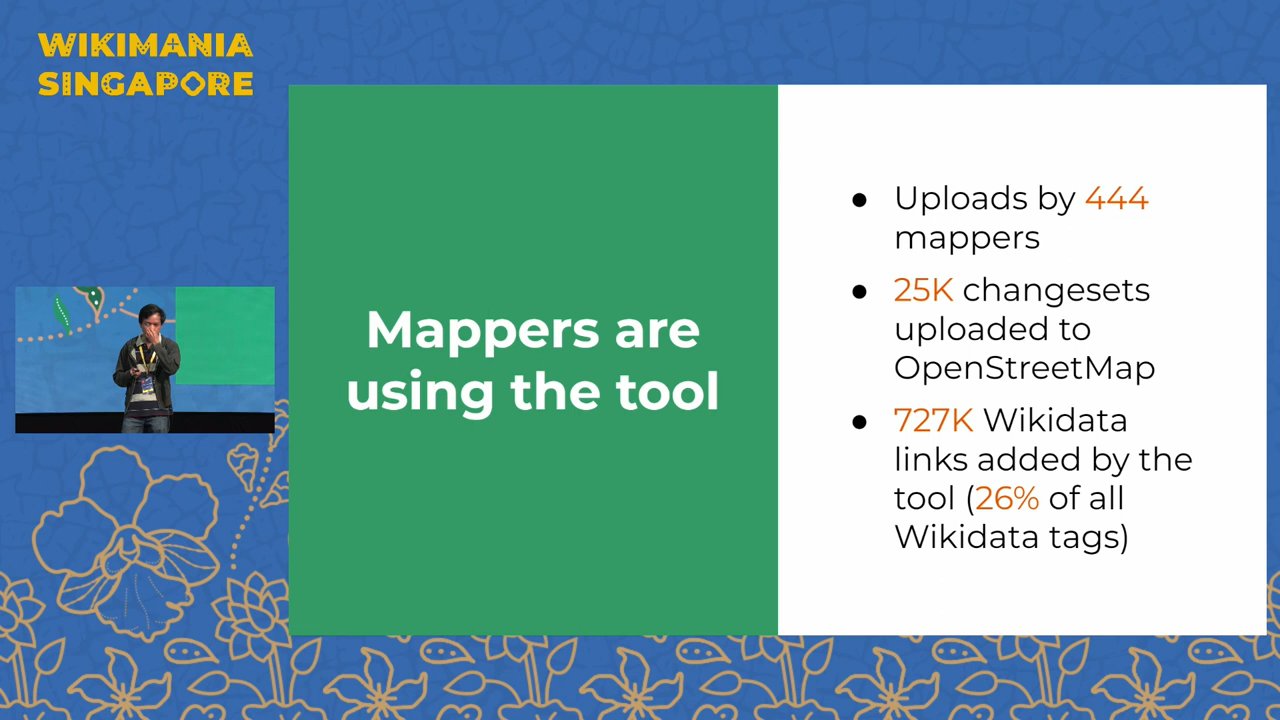 WIKIMANIA
SINGAPORE
Mappers are
using the tool
● Uploads by 444
mappers
● 25K changesets
uploaded to
OpenStreetMap
● 727K Wikidata
links added by the
tool (26% of all
Wikidata tags)